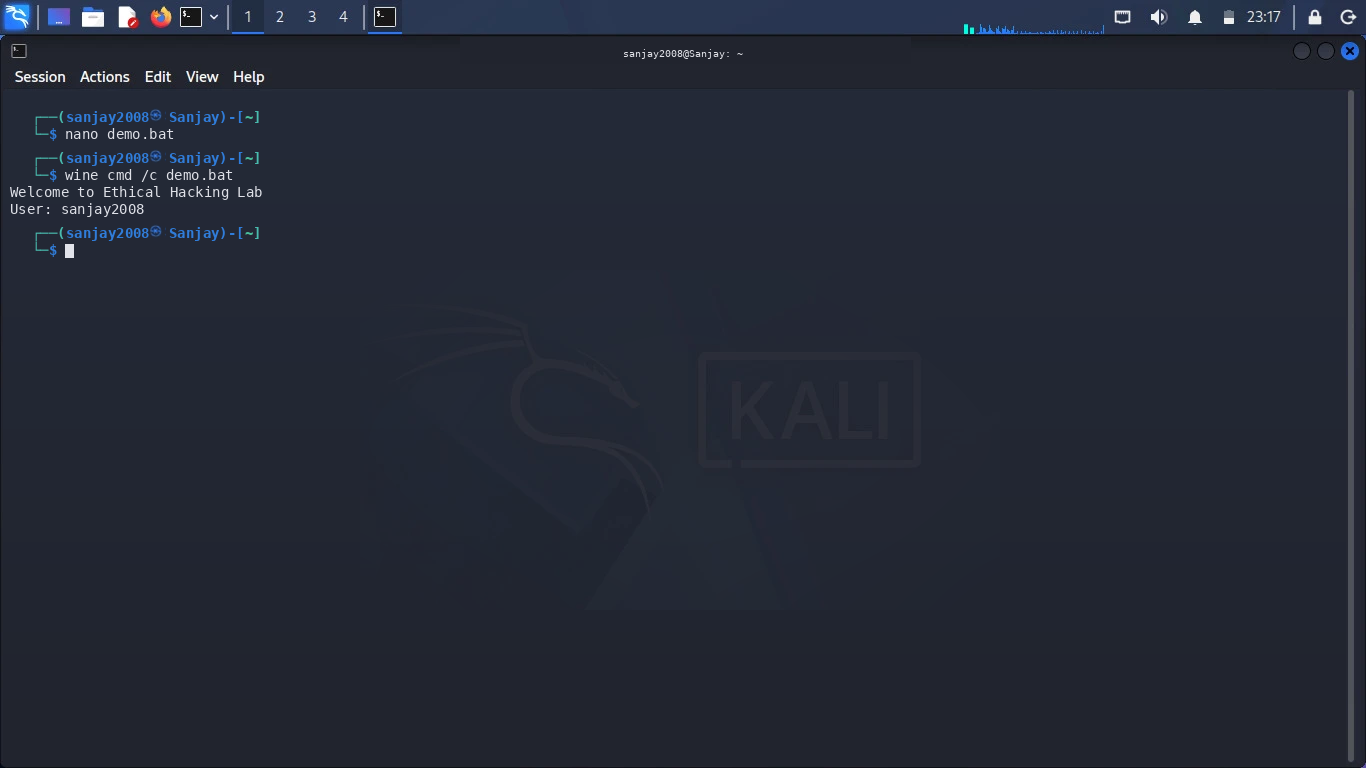 1 2 3 4 23:17
sanjay2008@Sanjay: ~
Session Actions Edit View Help
┌──(sanjay2008㉿ Sanjay)-[~]
└─$ nano demo.bat
┌──(sanjay2008㉿ Sanjay)-[~]
└─$ wine cmd /c demo.bat
Welcome to Ethical Hacking Lab
User: sanjay2008
┌──(sanjay2008㉿ Sanjay)-[~]
└─$
KALI